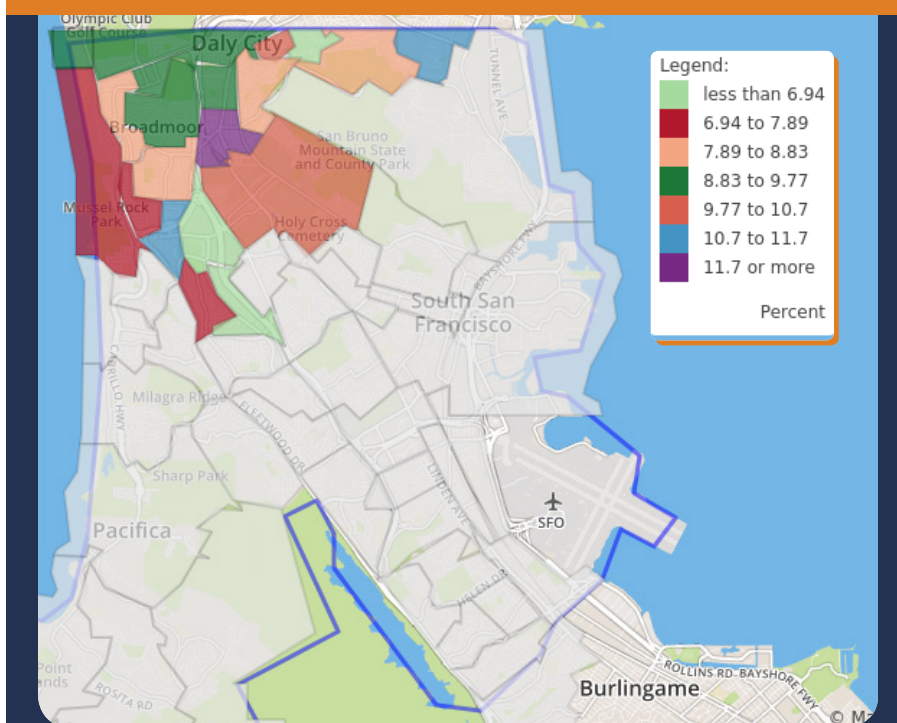 Olympic Club
Golf Course
Daly City
TUNNEL AVE
Legend:
less than 6.94
6.94 to 7.89
7.89 to 8.83
8.83 to 9.77
9.77 to 10.7
10.7 to 11.7
11.7 or more
Percent
Broadmoor
San Bruno
Mountain State
and County Park
Mussel Rock
Park
Holy Cross
Cemetery
BAYSHORE FWY
South San
Francisco
CABRILLO HWY
Milagra Ridge
FLEETWOOD DR
Sharp Park
LINDEN AVE
SFO
Pacifica
HELEN DR
Point
ROSITA RD
ROLLINS RD
BAYSHORE FWY
Burlingame
© Ma